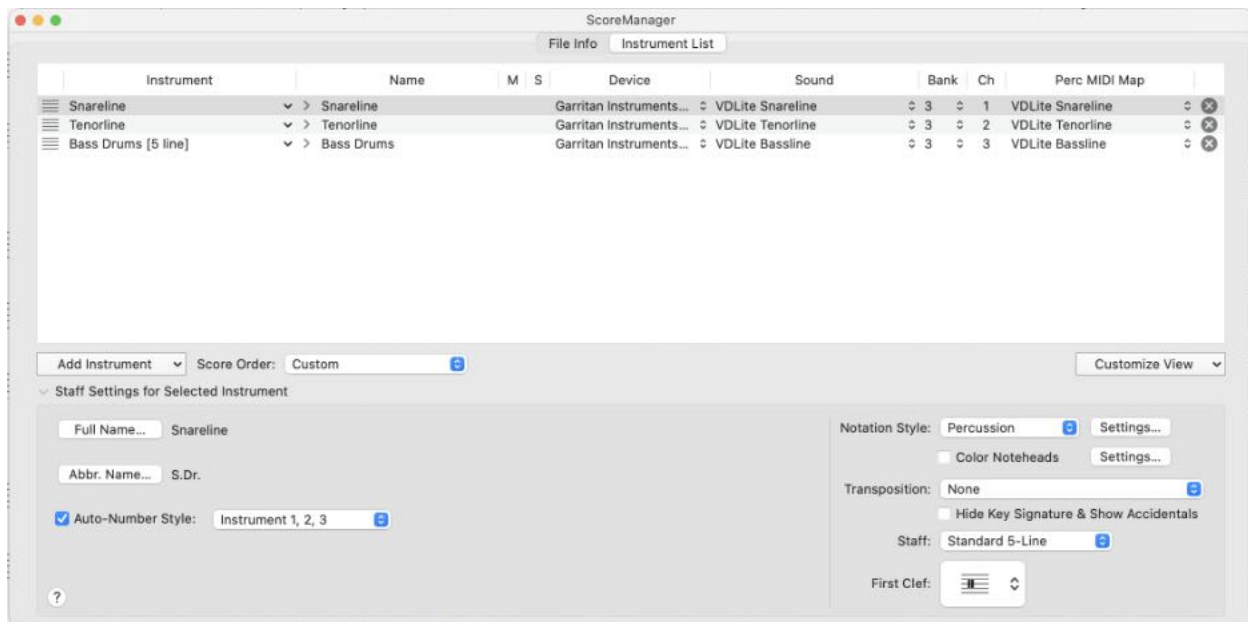 ScoreManager
File Info Instrument List
Instrument Name M S Device Sound Bank Ch Perc MIDI Map
Snareline Snareline Garritan Instruments... VDLite Snareline 3 1 VDLite Snareline
Tenorline Tenorline Garritan Instruments... VDLite Tenorline 3 2 VDLite Tenorline
Bass Drums [5 line] Bass Drums Garritan Instruments... VDLite Bassline 3 3 VDLite Bassline
Add Instrument Score Order: Custom Customize View
Staff Settings for Selected Instrument
Full Name... Snareline Notation Style: Percussion Settings...
Color Noteheads Settings...
Abbr. Name... S.Dr.
Transposition: None
Hide Key Signature & Show Accidentals
Auto-Number Style: Instrument 1, 2, 3
Staff: Standard 5-Line
First Clef:
?